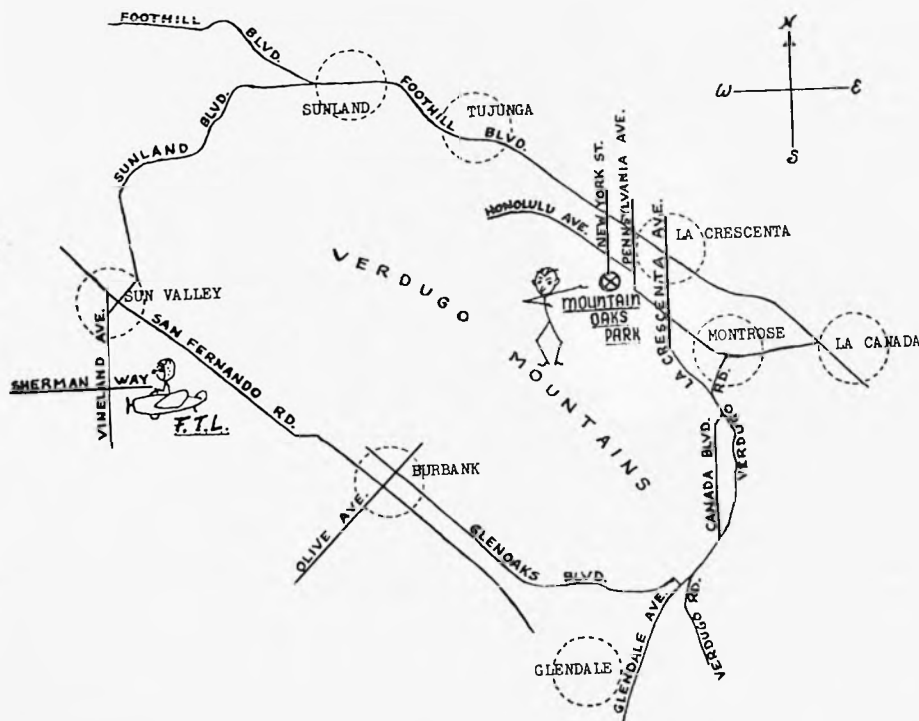 FOOTHILL
BLVD.
N
W
E
S
SUNLAND
FOOTHILL
BLVD.
TUJUNGA
SUNLAND
BLVD.
HONOLULU AVE.
NEW YORK ST.
PENNSYLVANIA AVE.
LA CRESCENTA AVE.
LA CRESCENTA
VERDUGO
MOUNTAINS
MOUNTAIN
OAKS
PARK
MONTROSE
LA CANADA
SUN VALLEY
VINELAND AVE.
SAN FERNANDO RD.
SHERMAN WAY
F.T.L.
VERDUGO
RD.
CANADA BLVD.
BURBANK
OLIVE AVE.
GLENOAKS
BLVD.
GLENDALE AVE.
VERDUGO RD.
GLENDALE